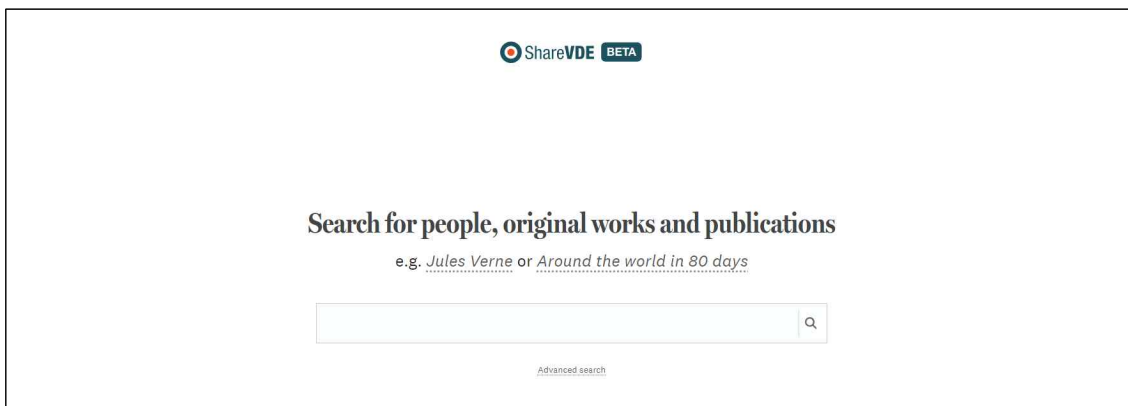 ShareVDE BETA
Search for people, original works and publications
e.g. Jules Verne or Around the world in 80 days
Advanced search